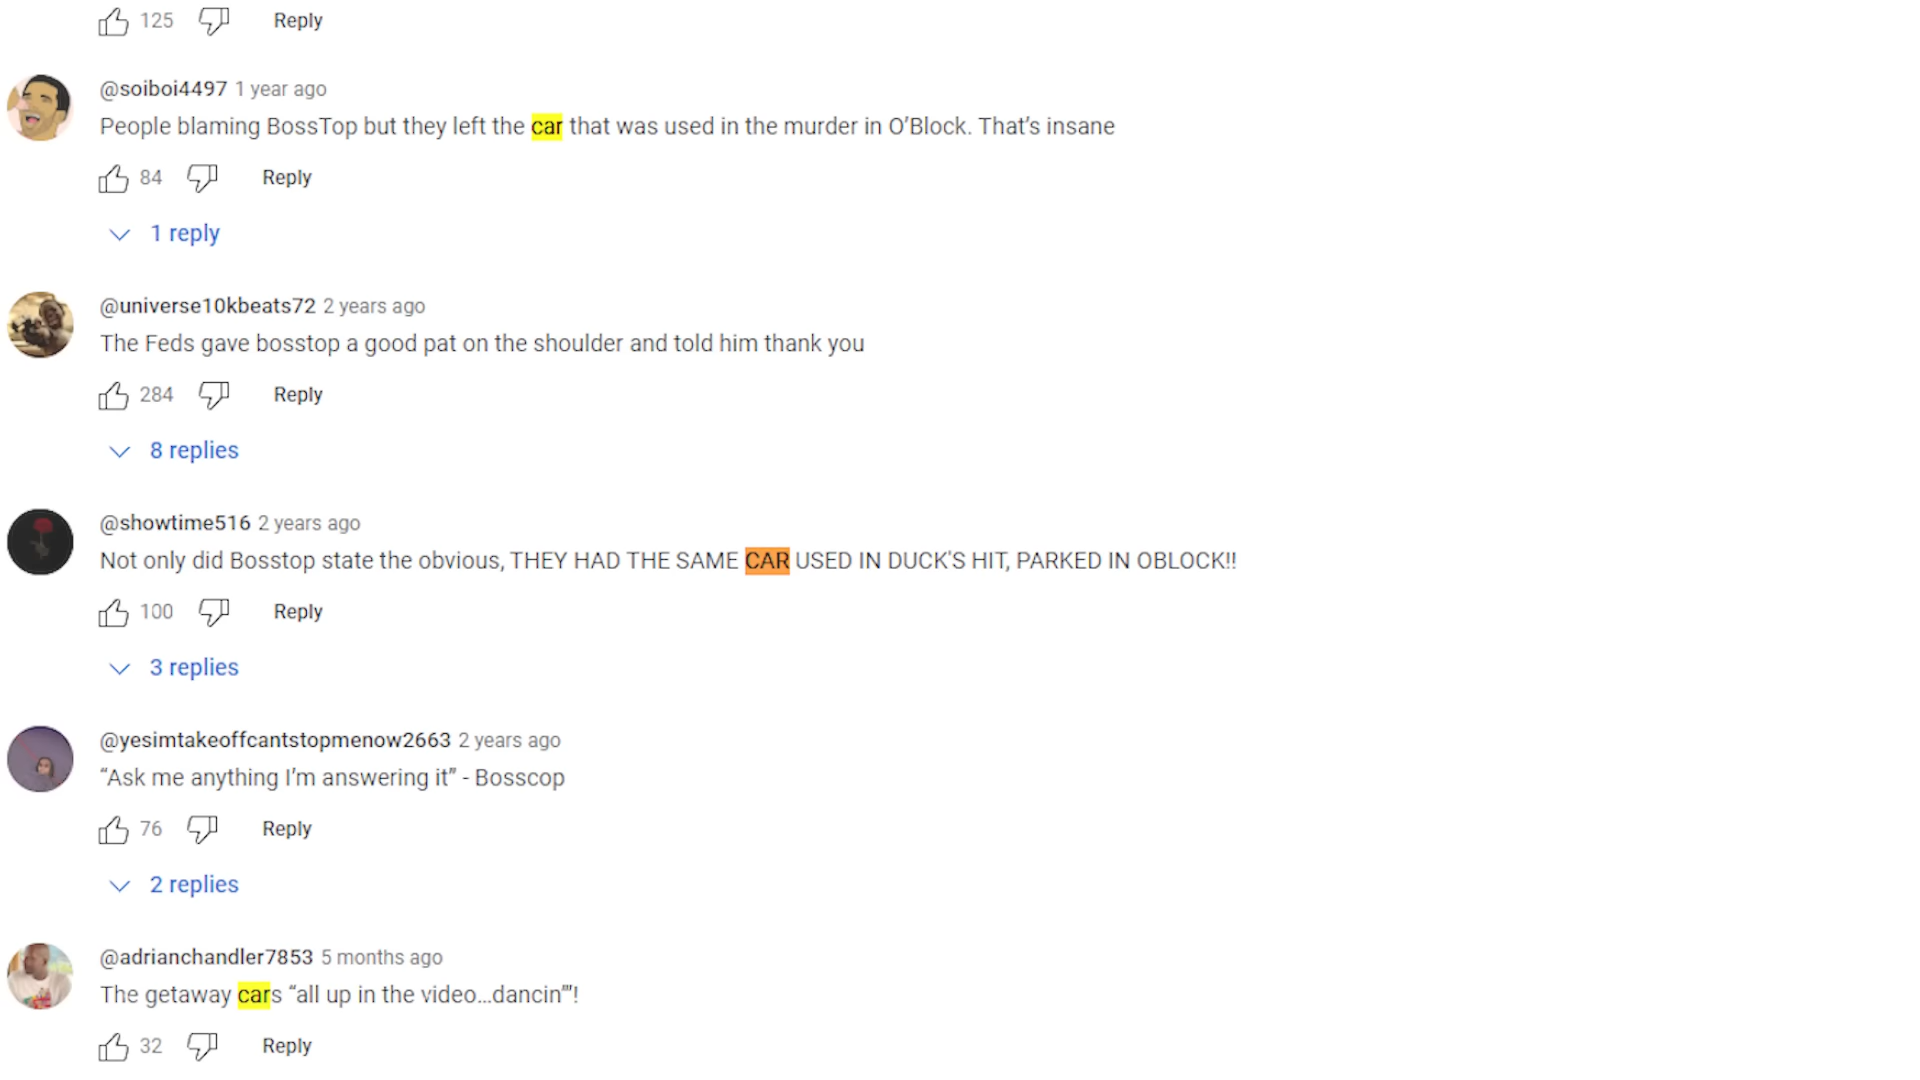 125 Reply
@soiboi4497 1 year ago
People blaming BossTop but they left the car that was used in the murder in O’Block. That’s insane
84 Reply
1 reply
@universe10kbeats72 2 years ago
The Feds gave bosstop a good pat on the shoulder and told him thank you
284 Reply
8 replies
@showtime516 2 years ago
Not only did Bosstop state the obvious, THEY HAD THE SAME CAR USED IN DUCK'S HIT, PARKED IN OBLOCK!!
100 Reply
3 replies
@yesimtakeoffcantstopmenow2663 2 years ago
“Ask me anything I’m answering it” - Bosscop
76 Reply
2 replies
@adrianchandler7853 5 months ago
The getaway cars “all up in the video...dancin’”!
32 Reply